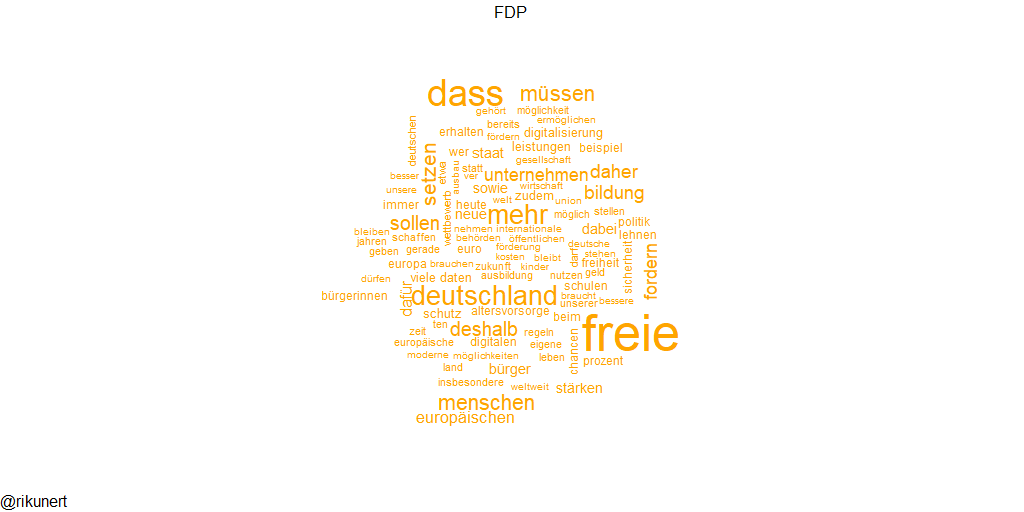 FDP
dass
müssen
gehört
möglichkeit
ermöglichen
bereits
deutschen
erhalten
fördern
digitalisierung
leistungen
beispiel
wer
staat
gesellschaft
setzen
etwa
ausbau
statt
besser
ver
unternehmen
daher
unsere
sowie
wirtschaft
bildung
zudem
immer
wettbewerb
heute
welt
union
neue
mehr
möglich
stellen
sollen
politik
bleiben
nehmen
internationale
dabei
lehnen
jahren
schaffen
behörden
öffentlichen
deutsche
geben
gerade
euro
förderung
darf
stehen
sicherheit
fordern
kosten
bleibt
europa
brauchen
zukunft
kinder
freiheit
dürfen
viele
daten
ausbildung
nutzen
geld
schulen
bürgerinnen
dafür
deutschland
braucht
unserer
bessere
schutz
altersvorsorge
beim
freie
zeit
ten
deshalb
regeln
europäische
digitalen
eigene
chancen
moderne
möglichkeiten
leben
prozent
land
bürger
insbesondere
weltweit
stärken
menschen
europäischen
@rikunert